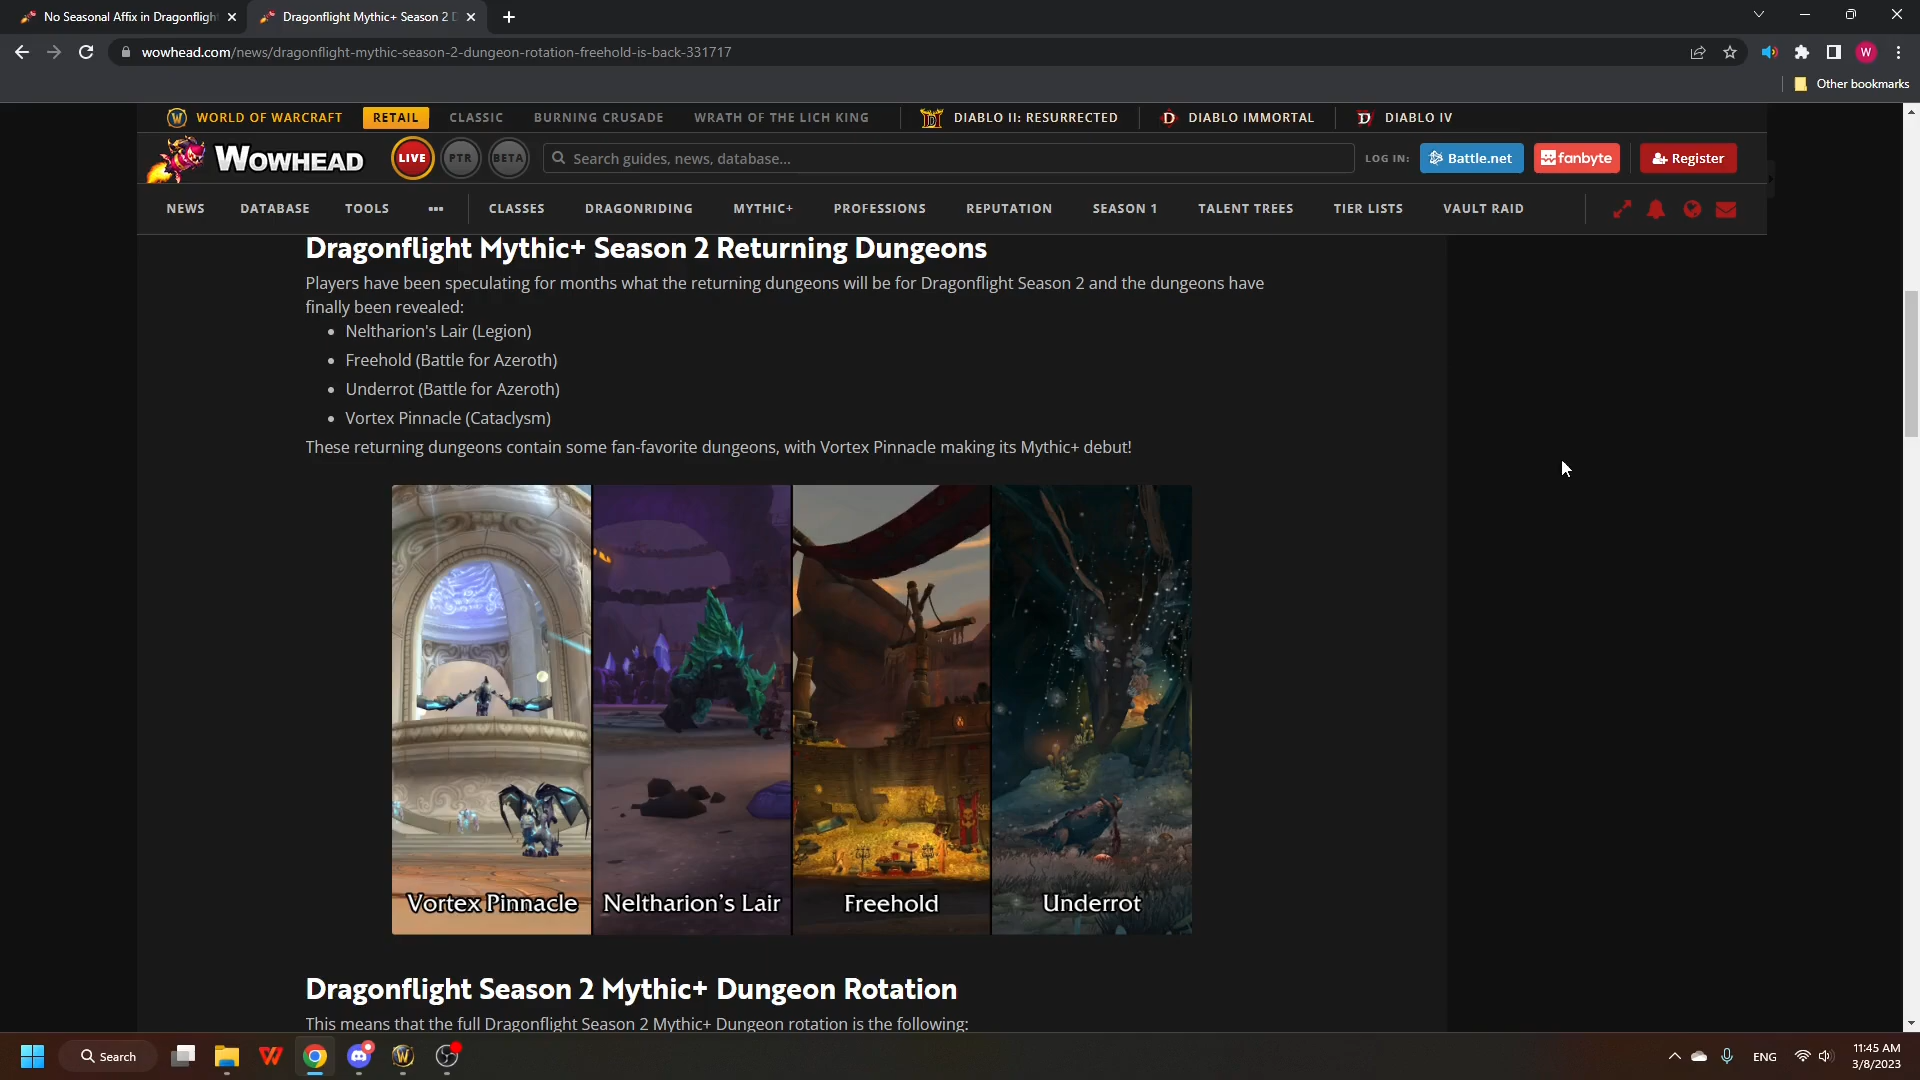 No Seasonal Affix in Dragonflight
Dragonflight Mythic+ Season 2 D
wowhead.com/news/dragonflight-mythic-season-2-dungeon-rotation-freehold-is-back-331717
W
Other bookmarks
WORLD OF WARCRAFT RETAIL CLASSIC BURNING CRUSADE WRATH OF THE LICH KING DIABLO II: RESURRECTED DIABLO IMMORTAL DIABLO IV
WOWHEAD LIVE PTR BETA Search guides, news, database... LOG IN: Battle.net fanbyte Register
NEWS DATABASE TOOLS ••• CLASSES DRAGONRIDING MYTHIC+ PROFESSIONS REPUTATION SEASON 1 TALENT TREES TIER LISTS VAULT RAID
Dragonflight Mythic+ Season 2 Returning Dungeons
Players have been speculating for months what the returning dungeons will be for Dragonflight Season 2 and the dungeons have
finally been revealed:
• Neltharion's Lair (Legion)
• Freehold (Battle for Azeroth)
• Underrot (Battle for Azeroth)
• Vortex Pinnacle (Cataclysm)
These returning dungeons contain some fan-favorite dungeons, with Vortex Pinnacle making its Mythic+ debut!
Vortex Pinnacle Neltharion's Lair Freehold Underrot
Dragonflight Season 2 Mythic+ Dungeon Rotation
This means that the full Dragonflight Season 2 Mythic+ Dungeon rotation is the following:
Search ENG 11:45 AM
3/8/2023